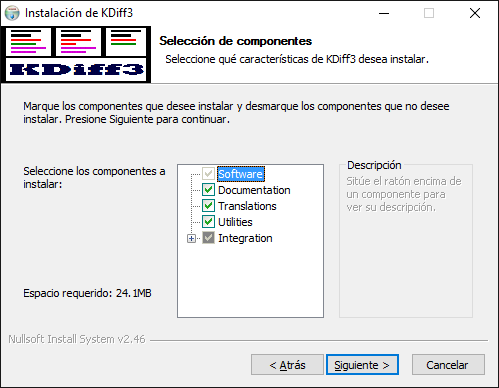 Instalación de KDiff3
KDiff3
Selección de componentes
Seleccione qué características de KDiff3 desea instalar.
Marque los componentes que desee instalar y desmarque los componentes que no desee
instalar. Presione Siguiente para continuar.
Seleccione los componentes a
instalar:
Software
Documentation
Translations
Utilities
Integration
Descripción
Sitúe el ratón encima de
un componente para
ver su descripción.
Espacio requerido: 24.1MB
Nullsoft Install System v2.46
< Atrás
Siguiente >
Cancelar